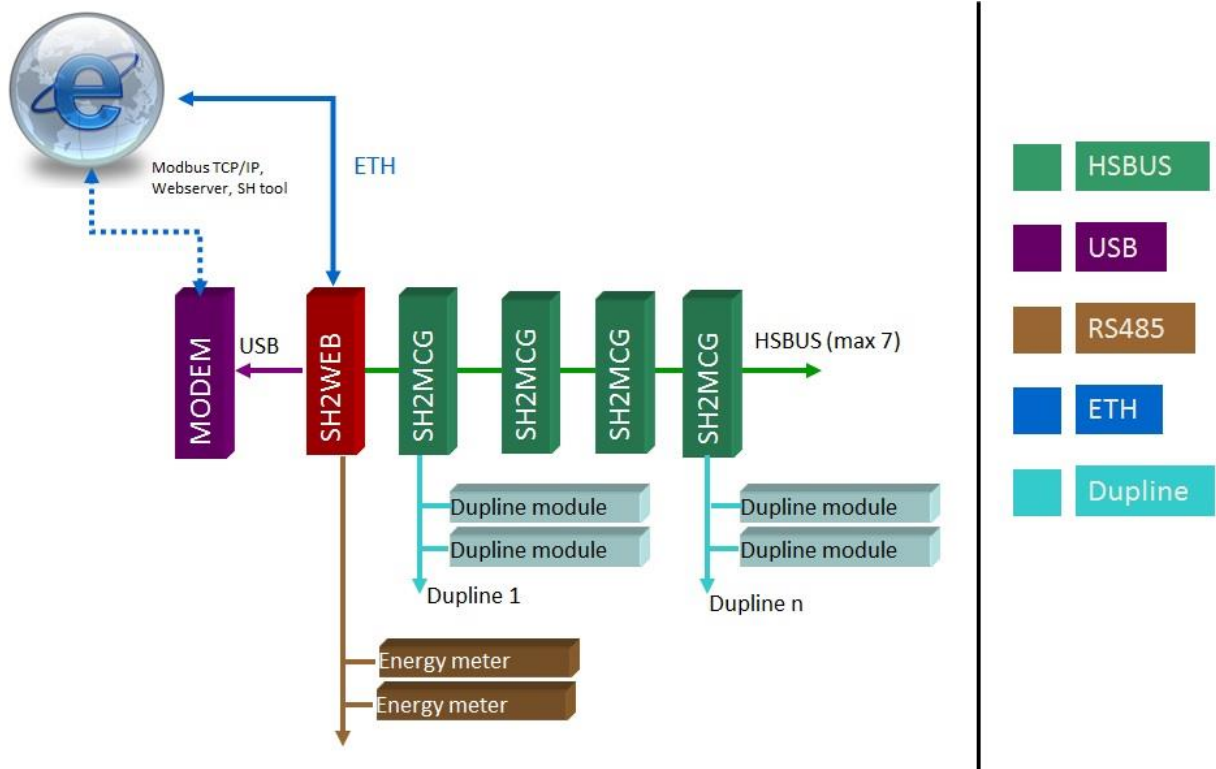 Modbus TCP/IP,
Webserver, SH tool
ETH
MODEM
USB
SH2WEB
SH2MCG
SH2MCG
SH2MCG
SH2MCG
HSBUS (max 7)
Dupline module
Dupline module
Dupline 1
Dupline module
Dupline module
Dupline n
Energy meter
Energy meter
HSBUS
USB
RS485
ETH
Dupline